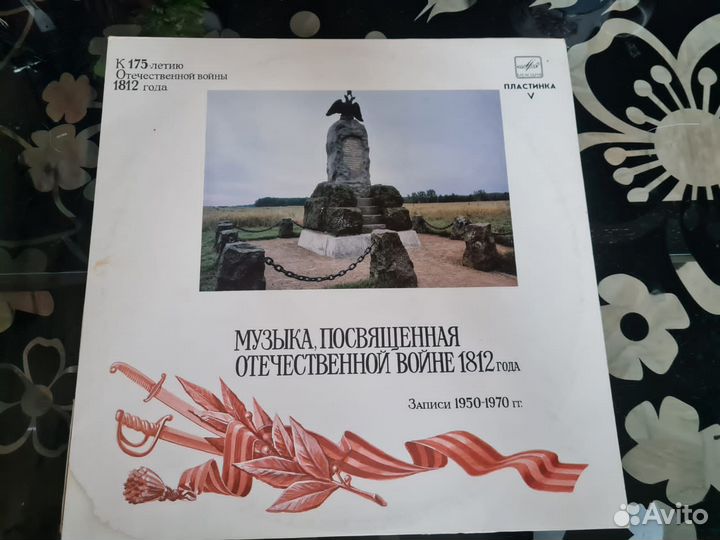 К 175-летию
Отечественной войны
1812 года
ПЛАСТИНКА
V
МУЗЫКА, ПОСВЯЩЕННАЯ
ОТЕЧЕСТВЕННОЙ ВОЙНЕ 1812 ГОДА
ЗАПИСИ 1950-1970 ГГ.
Avito